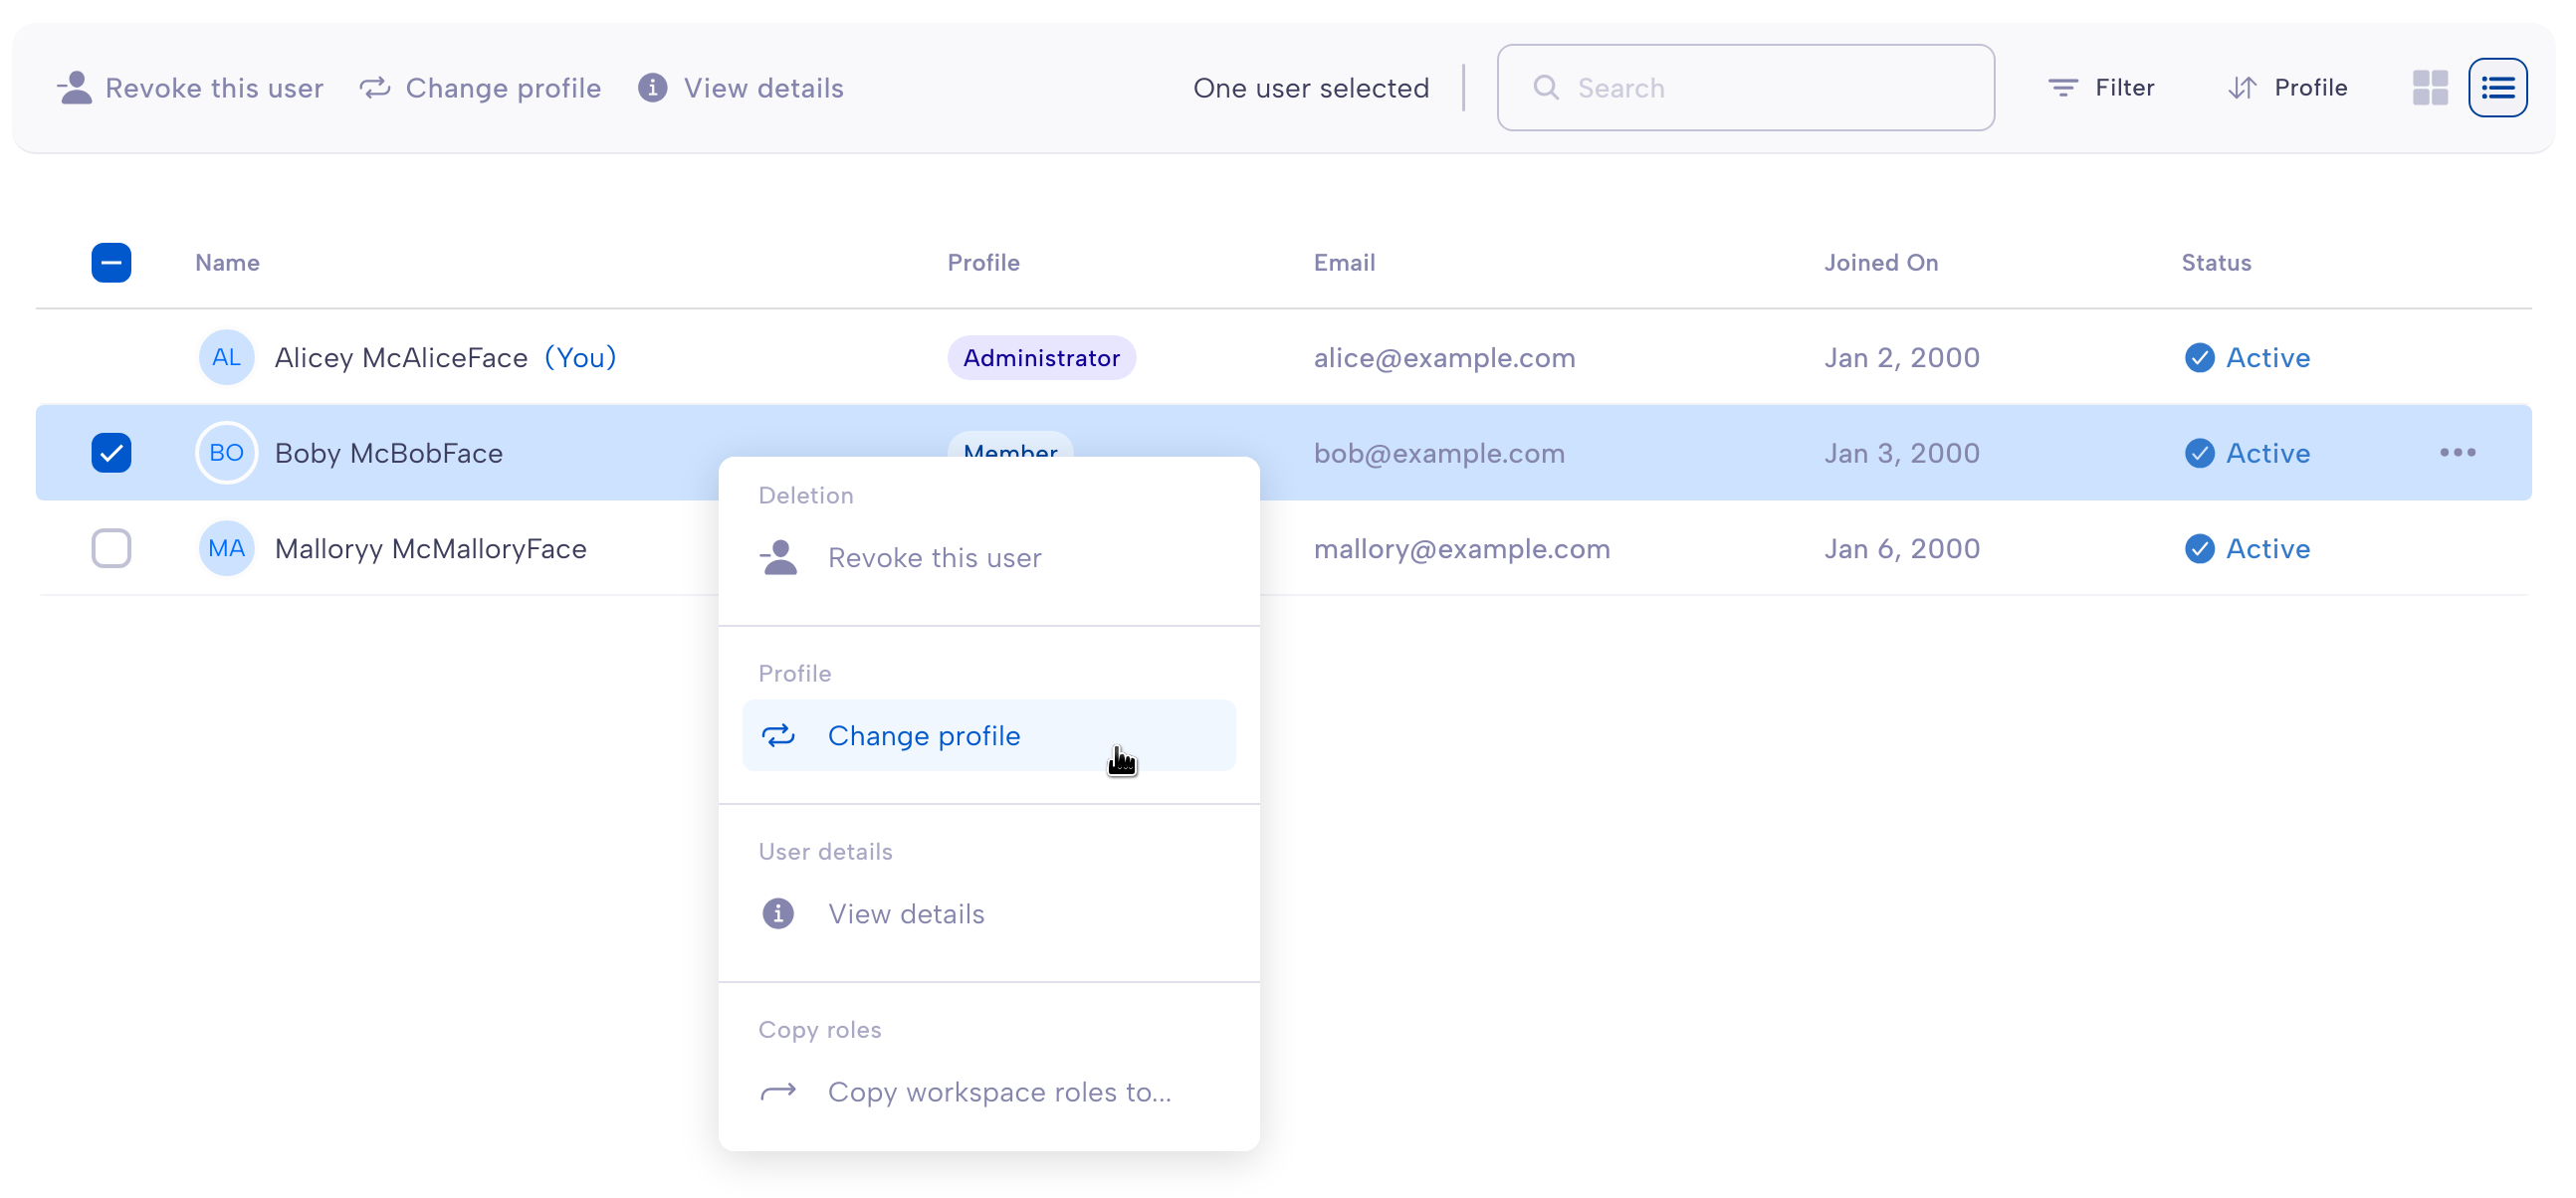 Revoke this user Change profile View details One user selected Search Filter Profile
Name Profile Email Joined On Status
AL Alicey McAliceFace (You) Administrator alice@example.com Jan 2, 2000 Active
BO Boby McBobFace Member bob@example.com Jan 3, 2000 Active
MA Malloryy McMalloryFace mallory@example.com Jan 6, 2000 Active
Deletion
Revoke this user
Profile
Change profile
User details
View details
Copy roles
Copy workspace roles to...